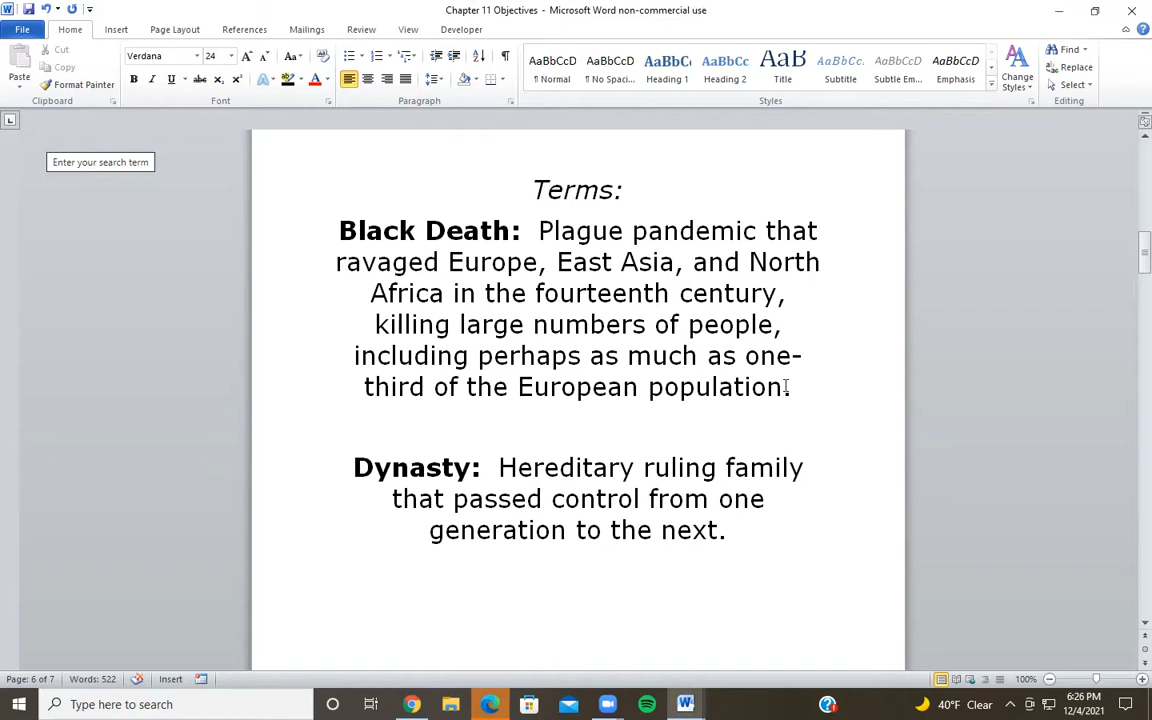 Chapter 11 Objectives - Microsoft Word non-commercial use
File Home Insert Page Layout References Mailings Review View Developer
Cut
Copy
Format Painter
Paste
Clipboard
Verdana 24
Font
Paragraph
AaBbCcD AaBbCcD AaBbCc AaBbCc AaB AaBbCc. AaBbCcD AaBbCcD
¶ Normal ¶ No Spaci... Heading 1 Heading 2 Title Subtitle Subtle Em... Emphasis
Styles
Change
Styles
Find
Replace
Select
Editing
Enter your search term
Terms:
Black Death: Plague pandemic that
ravaged Europe, East Asia, and North
Africa in the fourteenth century,
killing large numbers of people,
including perhaps as much as one-
third of the European population.
Dynasty: Hereditary ruling family
that passed control from one
generation to the next.
Page: 6 of 7 Words: 522 Insert 100%
Type here to search
40°F Clear
6:26 PM
12/4/2021